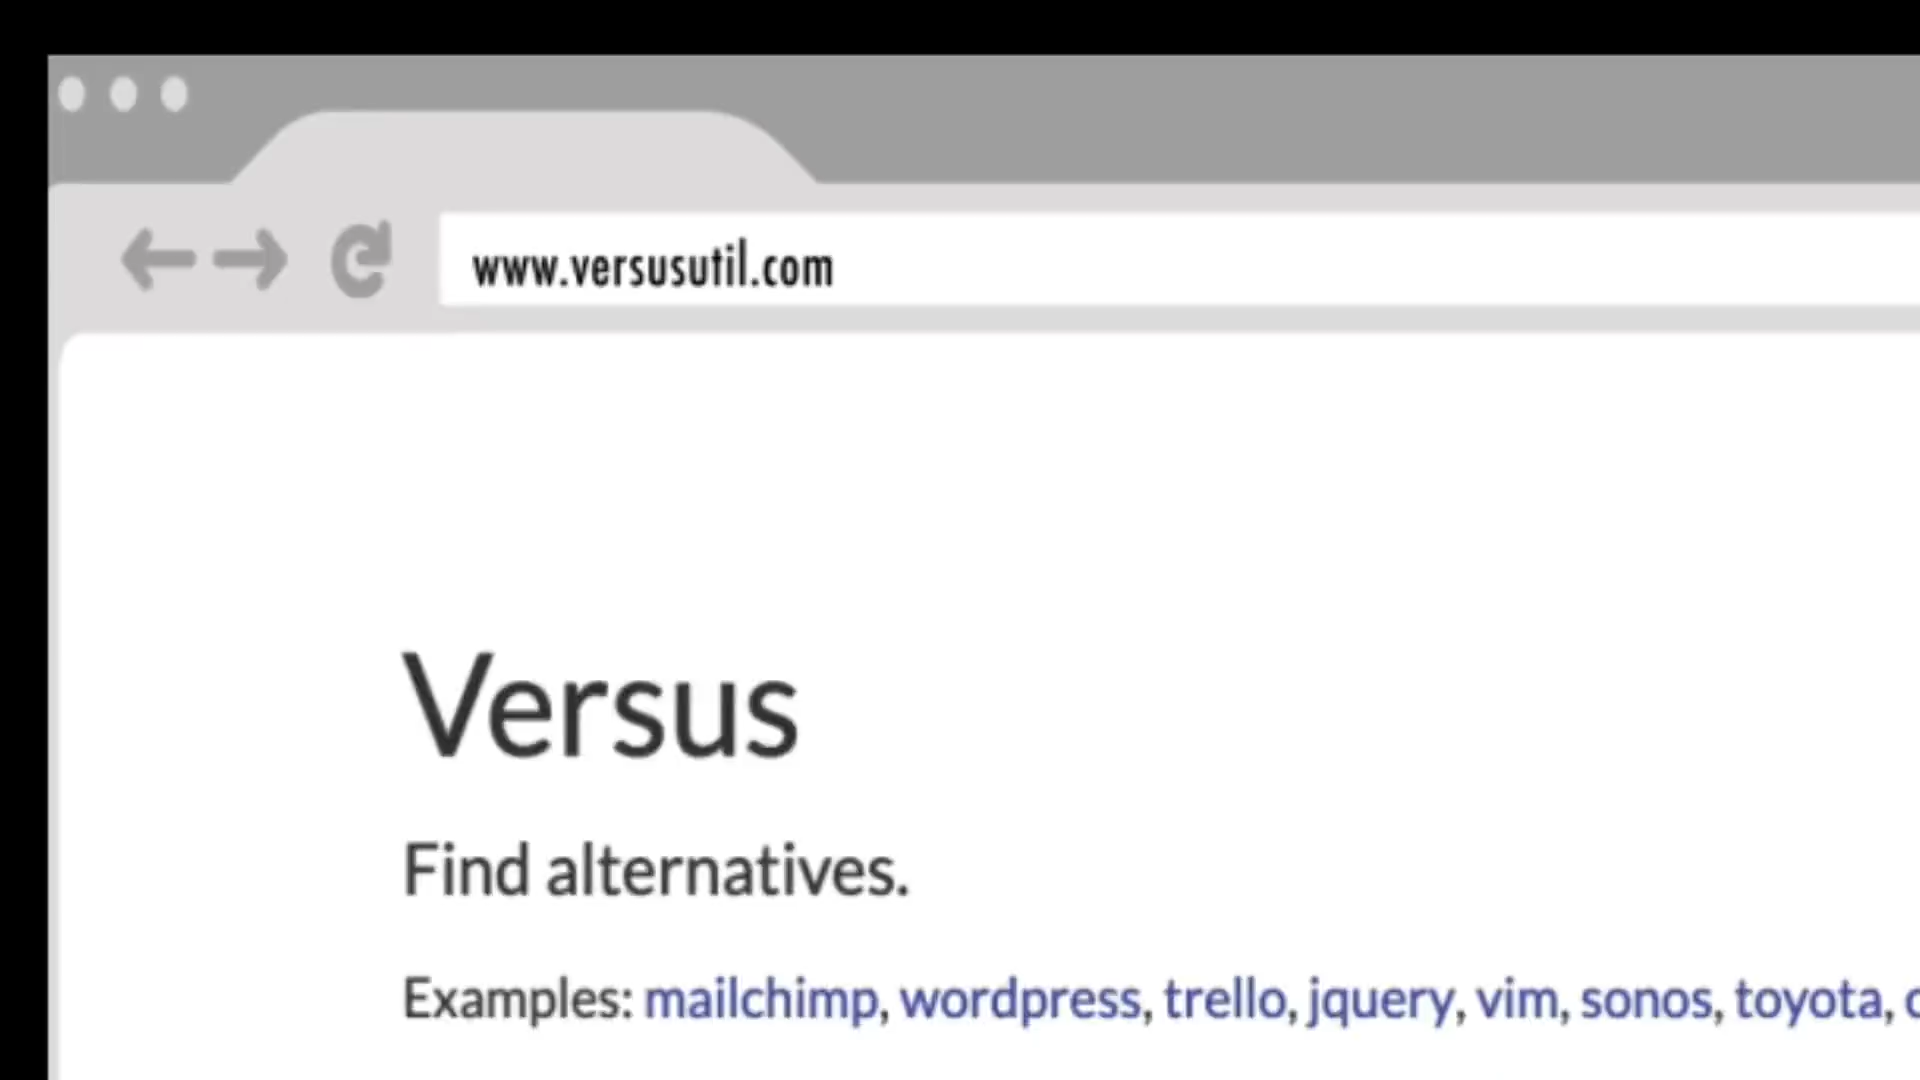 www.versusutil.com
Versus
Find alternatives.
Examples: mailchimp, wordpress, trello, jquery, vim, sonos, toyota,